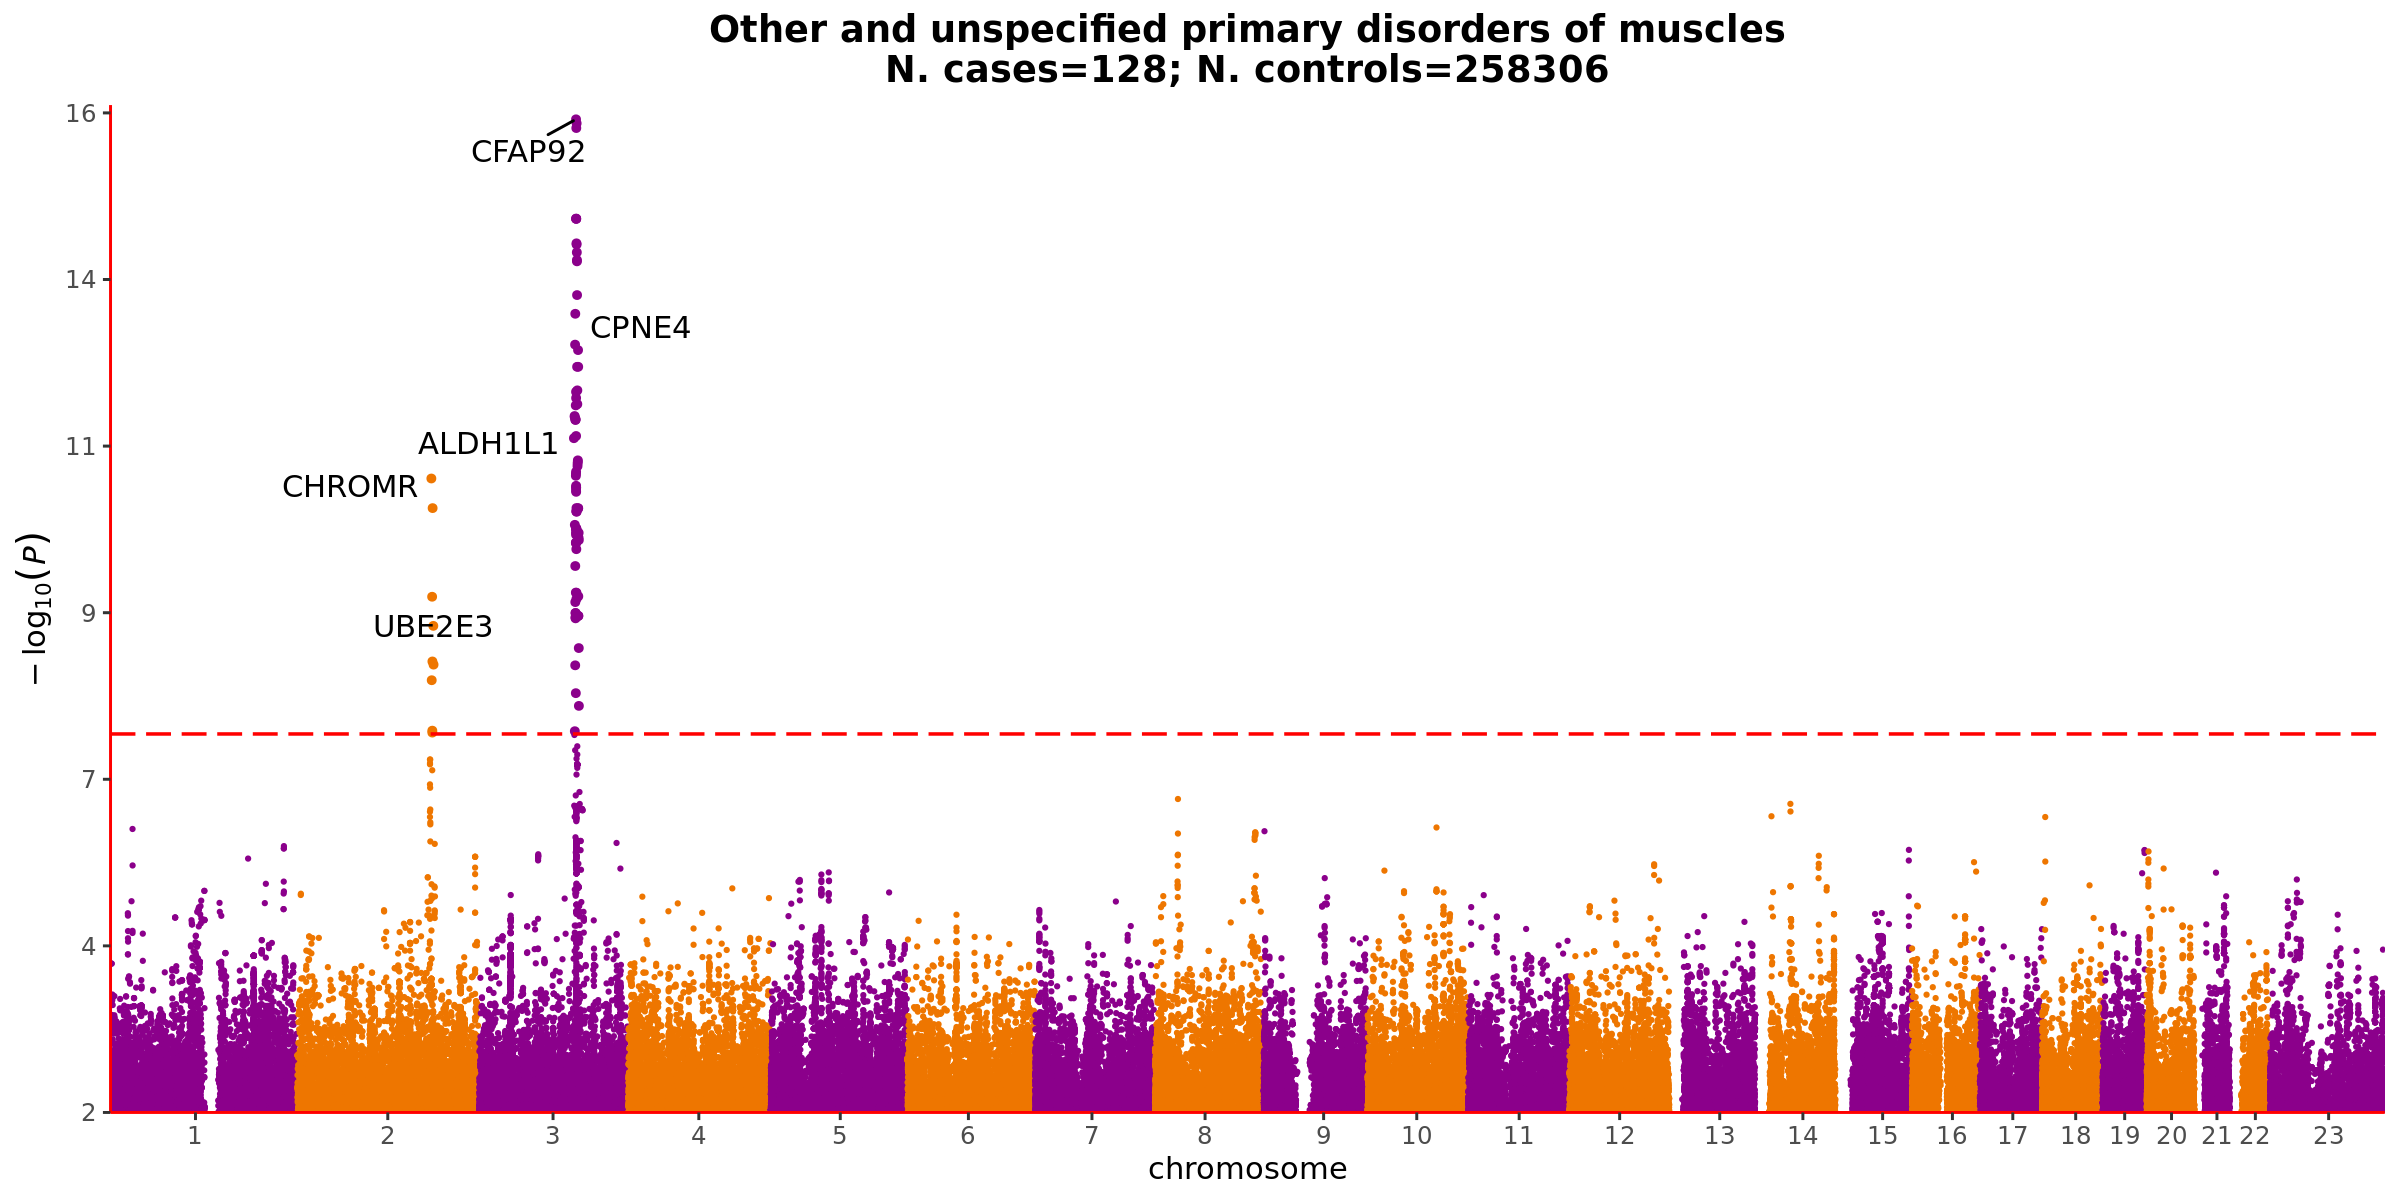 Other and unspecified primary disorders of muscles
N. cases=128; N. controls=258306
16
14
11
9
7
4
2
− log10(P)
CFAP92
CPNE4
ALDH1L1
CHROMR
UBE2E3
1 2 3 4 5 6 7 8 9 10 11 12 13 14 15 16 17 18 19 20 21 22 23
chromosome